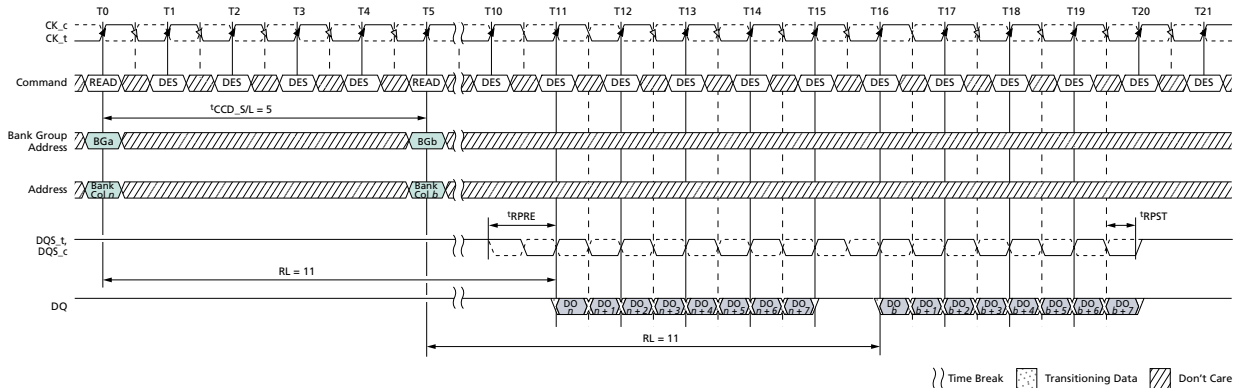 T0 T1 T2 T3 T4 T5 T10 T11 T12 T13 T14 T15 T16 T17 T18 T19 T20 T21
CK_c
CK_t
Command READ DES DES DES DES READ DES DES DES DES DES DES DES DES DES DES DES DES
tCCD_S/L = 5
Bank Group
Address
BGa BGb
Address
Bank
Col n
Bank
Col b
tRPRE tRPST
DQS_t,
DQS_c
RL = 11
DQ
DO
n
DO
n + 1
DO
n + 2
DO
n + 3
DO
n + 4
DO
n + 5
DO
n + 6
DO
n + 7
DO
b
DO
b + 1
DO
b + 2
DO
b + 3
DO
b + 4
DO
b + 5
DO
b + 6
DO
b + 7
RL = 11
Time Break Transitioning Data Don't Care